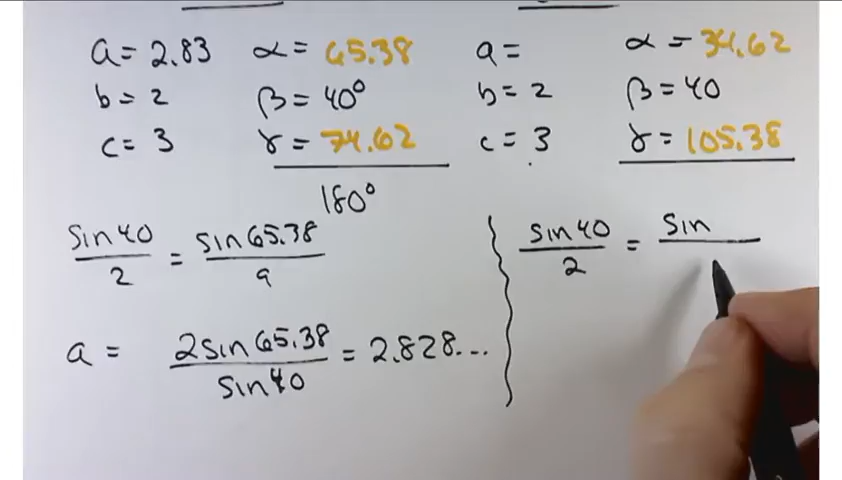 a = 2.83 α = 65.38
b = 2 β = 40°
c = 3 γ = 74.62
180°
a = α = 34.62
b = 2 β = 40
c = 3 γ = 105.38
sin 40 / 2 = sin 65.38 / a
a = 2 sin 65.38 / sin 40 = 2.828...
sin 40 / 2 = sin